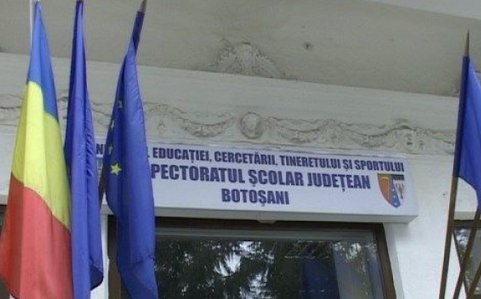 EDUCAȚIEI, CERCETĂRII, TINERETULUI ȘI SPORTULUI
PECTORATUL ȘCOLAR JUDEȚEAN
BOTOȘANI